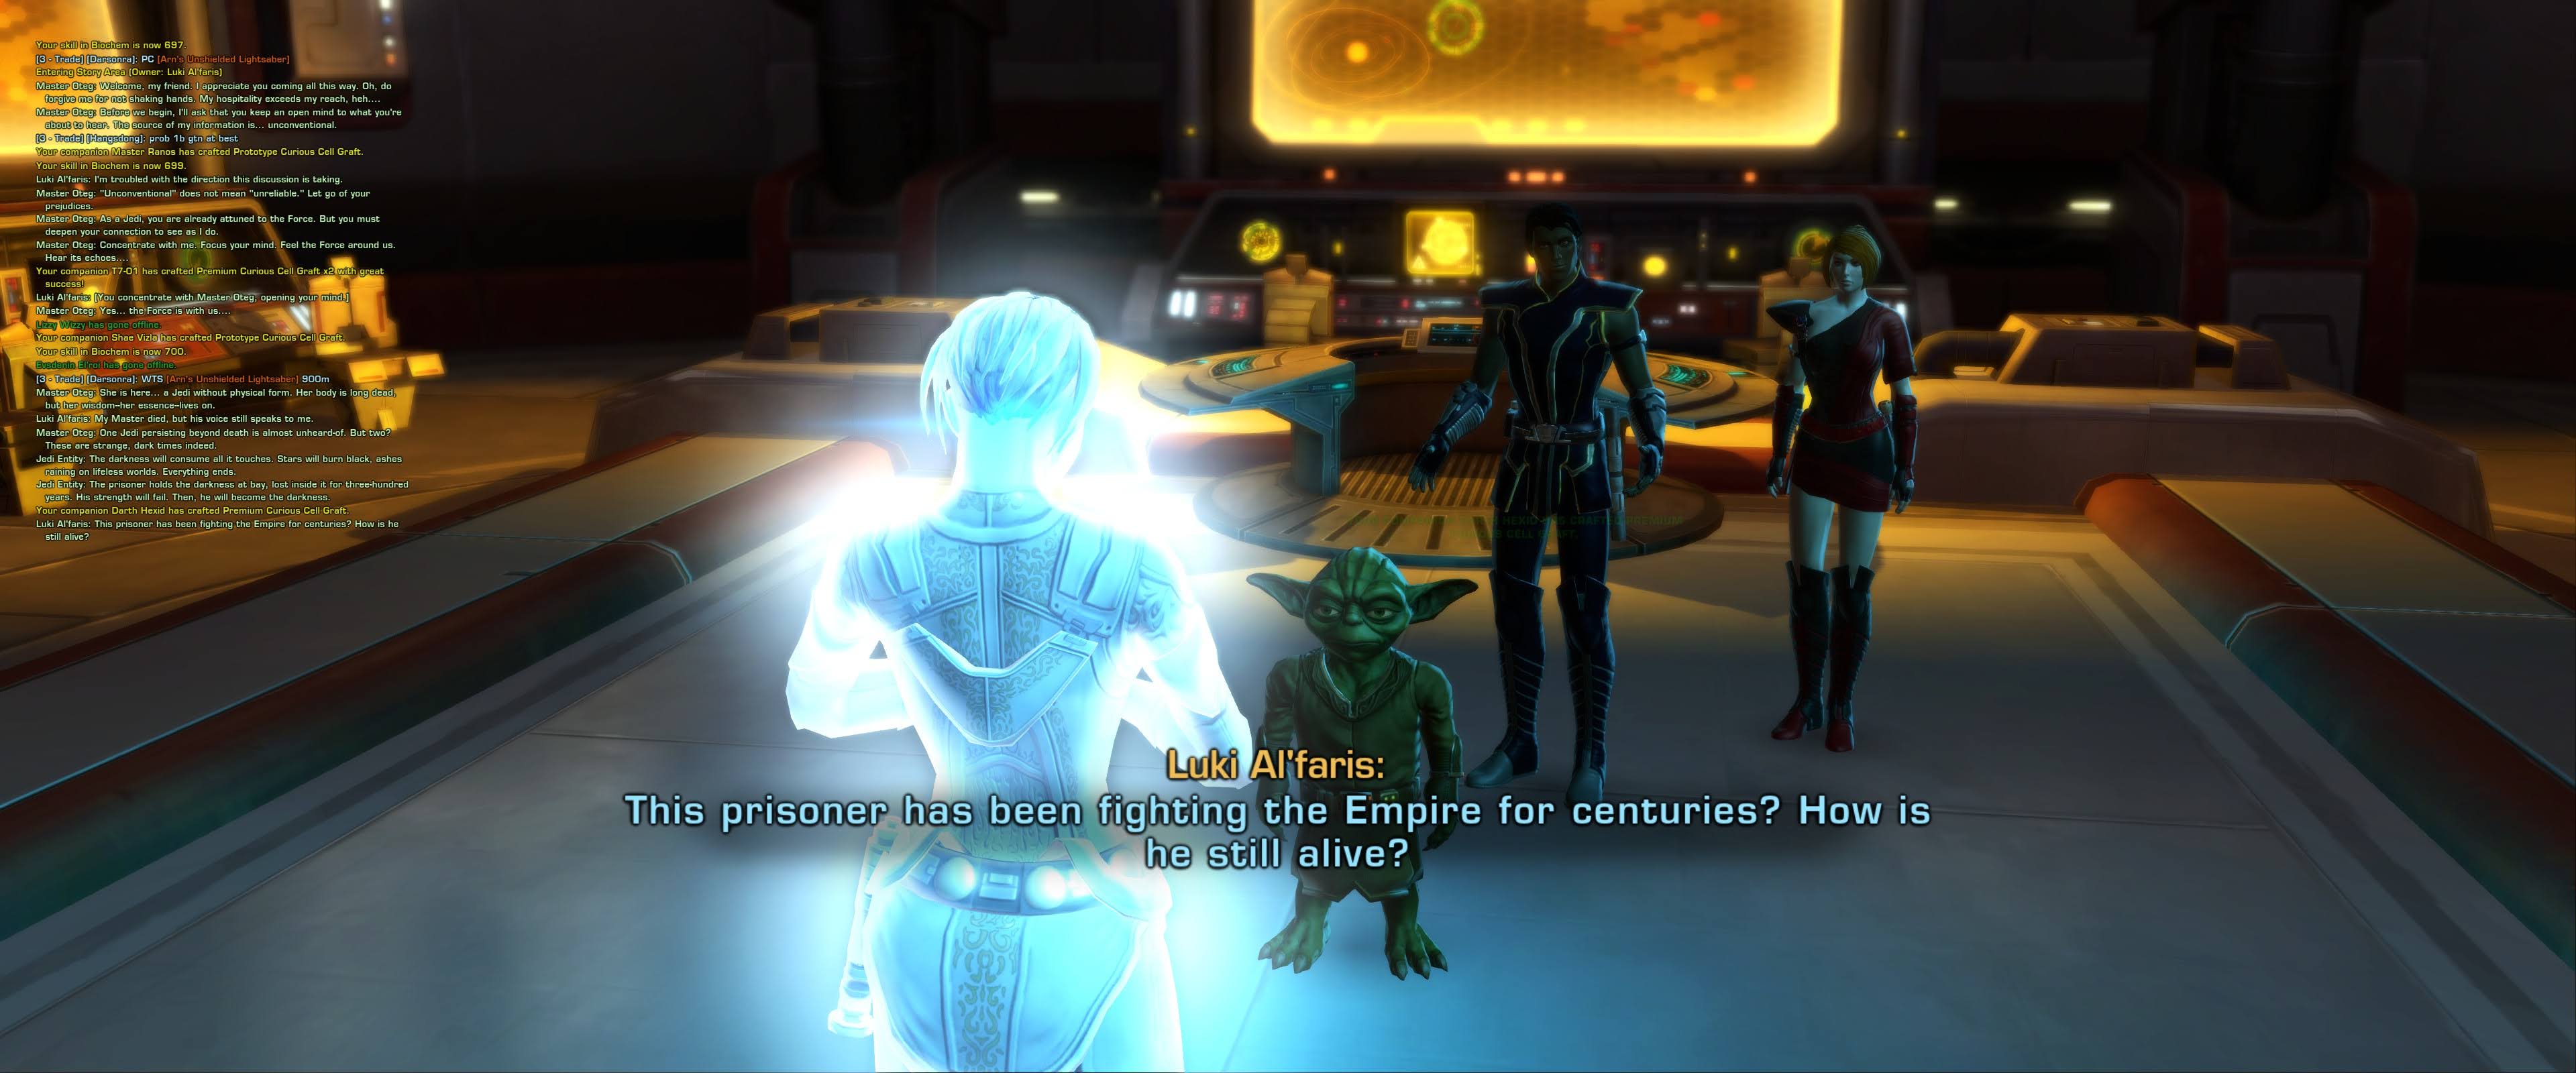 Your skill in Biochem is now 697.
[3 - Trade] [Darsonra]: PC [Arn's Unshielded Lightsaber]
Entering Story Area (Owner: Luki Al'faris)
Master Oteg: Welcome, my friend. I appreciate you coming all this way. Oh, do
forgive me for not shaking hands. My hospitality exceeds my reach, heh....
Master Oteg: Before we begin, I'll ask that you keep an open mind to what you're
about to hear. The source of my information is... unconventional.
[3 - Trade] [Hangsdong]: prob 1b gtn at best
Your companion Master Ranos has crafted Prototype Curious Cell Graft.
Your skill in Biochem is now 699.
Luki Al'faris: I'm troubled with the direction this discussion is taking.
Master Oteg: "Unconventional" does not mean "unreliable." Let go of your
prejudices.
Master Oteg: As a Jedi, you are already attuned to the Force. But you must
deepen your connection to see as I do.
Master Oteg: Concentrate with me. Focus your mind. Feel the Force around us.
Hear its echoes....
Your companion T7-O1 has crafted Premium Curious Cell Graft x2 with great
success!
Luki Al'faris: [You concentrate with Master Oteg, opening your mind.]
Master Oteg: Yes... the Force is with us....
Lizzy Wizzy has gone offline.
Your companion Shae Vizla has crafted Prototype Curious Cell Graft.
Your skill in Biochem is now 700.
has gone offline.
[3 - Trade] [Darsonra]: WTS [Arn's Unshielded Lightsaber] 900m
Master Oteg: She is here... a Jedi without physical form. Her body is long dead,
but her wisdom—her essence—lives on.
Luki Al'faris: My Master died, but his voice still speaks to me.
Master Oteg: One Jedi persisting beyond death is almost unheard-of. But two?
These are strange, dark times indeed.
Jedi Entity: The darkness will consume all it touches. Stars will burn black, ashes
raining on lifeless worlds. Everything ends.
Jedi Entity: The prisoner holds the darkness at bay, lost inside it for three-hundred
years. His strength will fail. Then, he will become the darkness.
Your companion Darth Hexid has crafted Premium Curious Cell Graft.
Luki Al'faris: This prisoner has been fighting the Empire for centuries? How is he
still alive?
HEXID HAS CRAFTED PREMIUM
CELL GRAFT.
Luki Al'faris:
This prisoner has been fighting the Empire for centuries? How is
he still alive?